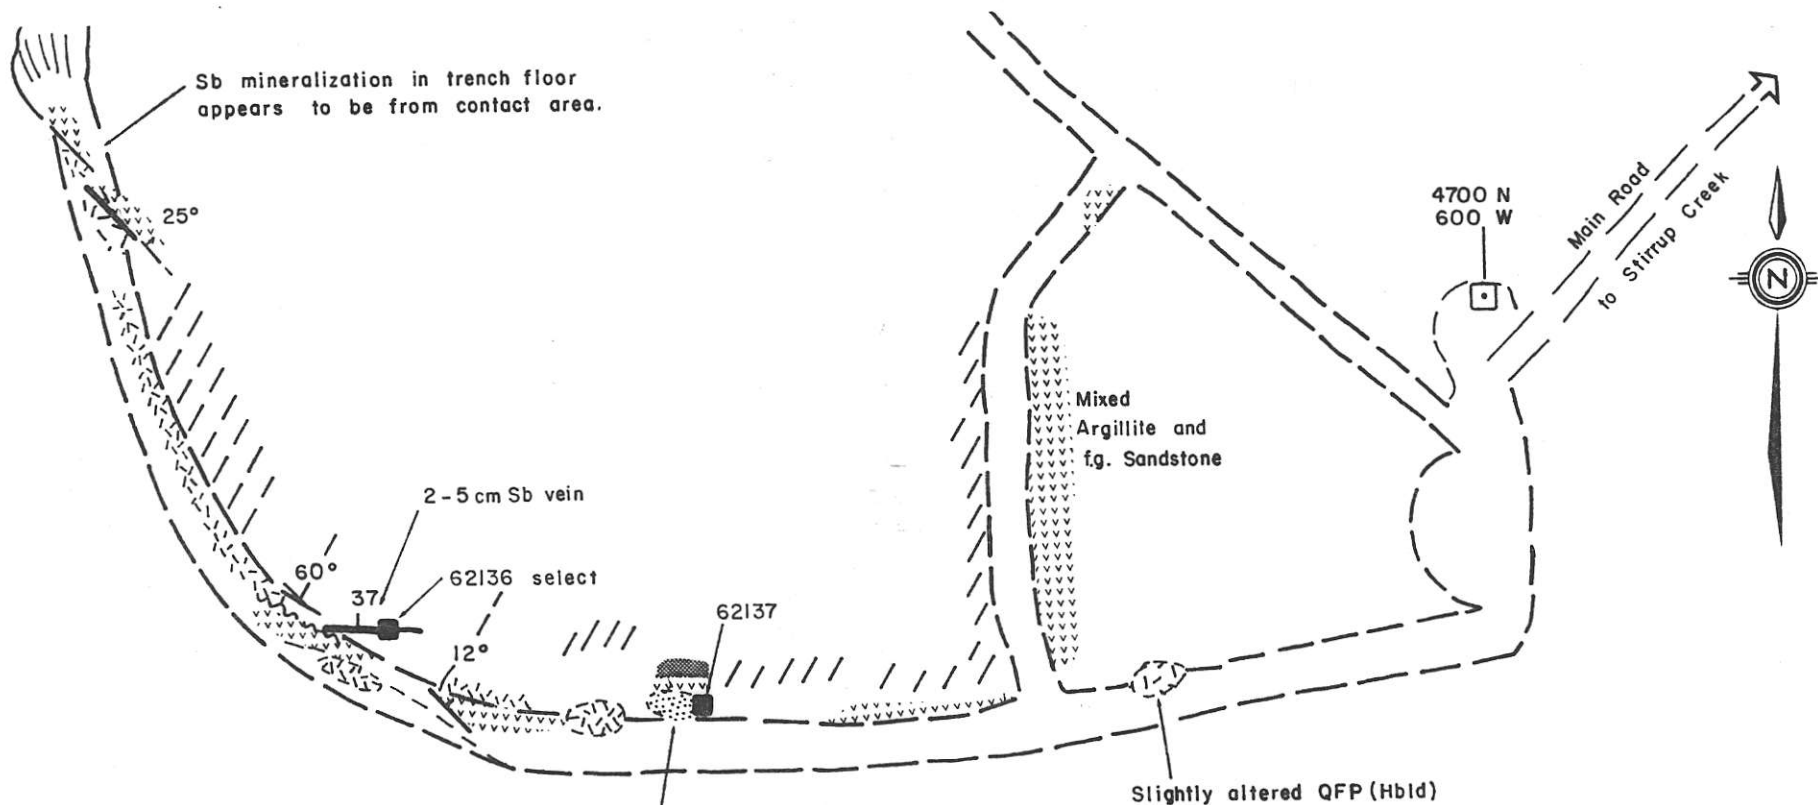 Sb mineralization in trench floor
appears to be from contact area.
25°
4700 N
600 W
Main Road
to Stirrup Creek
N
Mixed
Argillite and
f.g. Sandstone
2-5 cm Sb vein
60°
37
62136 select
62137
12°
Slightly altered QFP (Hbld)